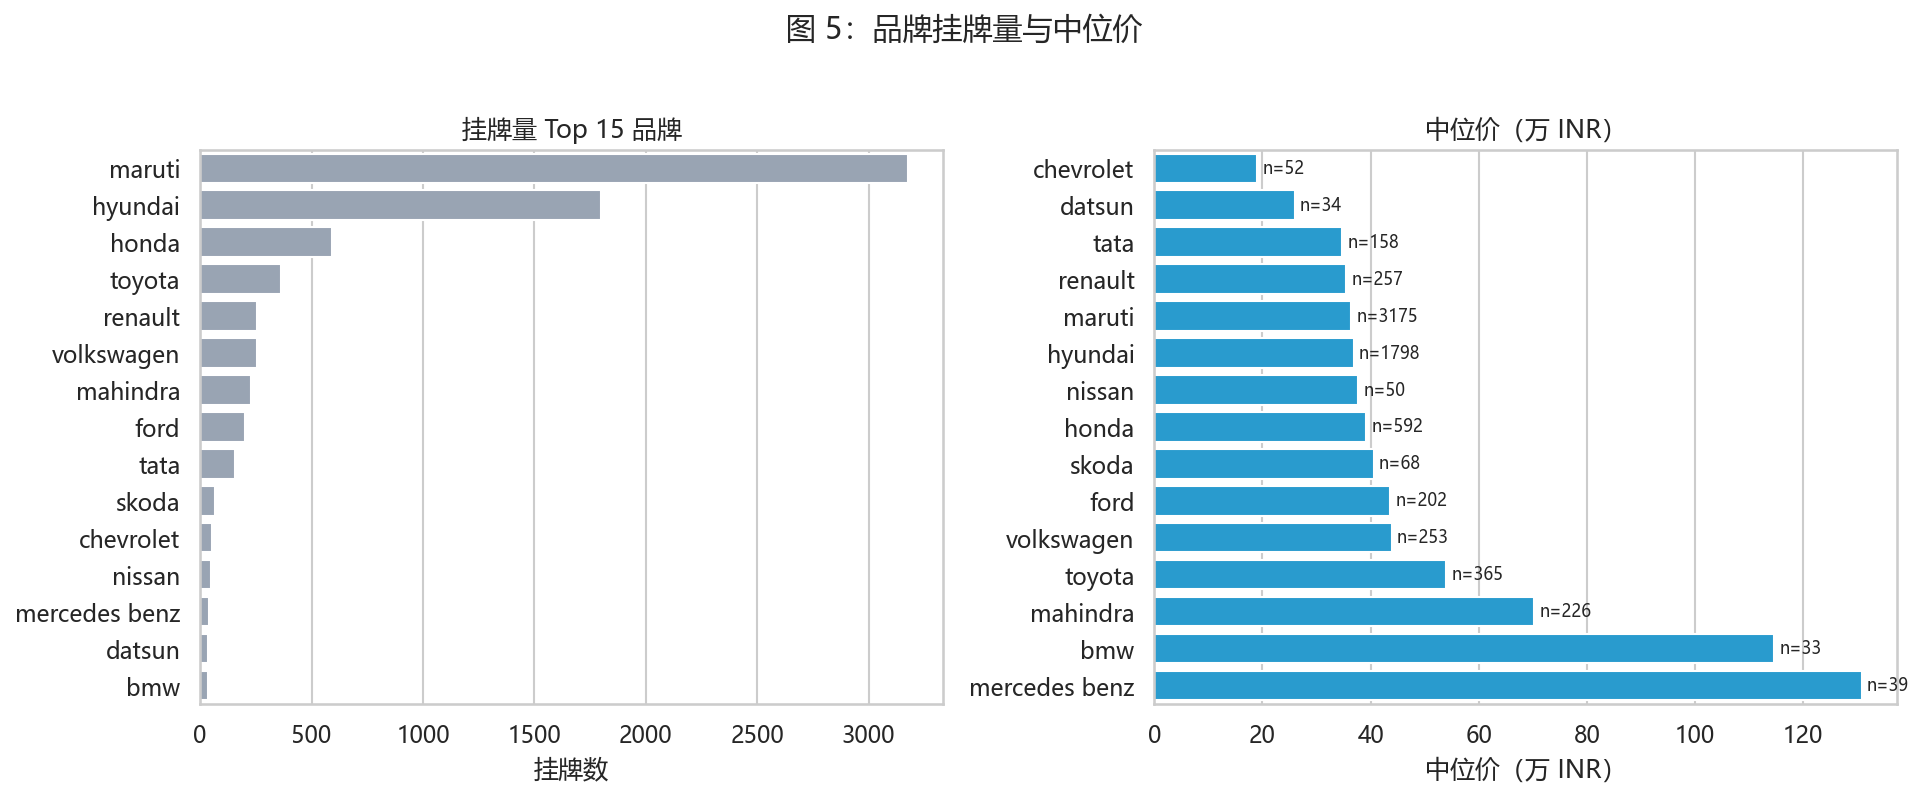 图 5：品牌挂牌量与中位价
挂牌量 Top 15 品牌
maruti
hyundai
honda
toyota
renault
volkswagen
mahindra
ford
tata
skoda
chevrolet
nissan
mercedes benz
datsun
bmw
0 500 1000 1500 2000 2500 3000
挂牌数
中位价（万 INR）
chevrolet n=52
datsun n=34
tata n=158
renault n=257
maruti n=3175
hyundai n=1798
nissan n=50
honda n=592
skoda n=68
ford n=202
volkswagen n=253
toyota n=365
mahindra n=226
bmw n=33
mercedes benz n=39
0 20 40 60 80 100 120
中位价（万 INR）